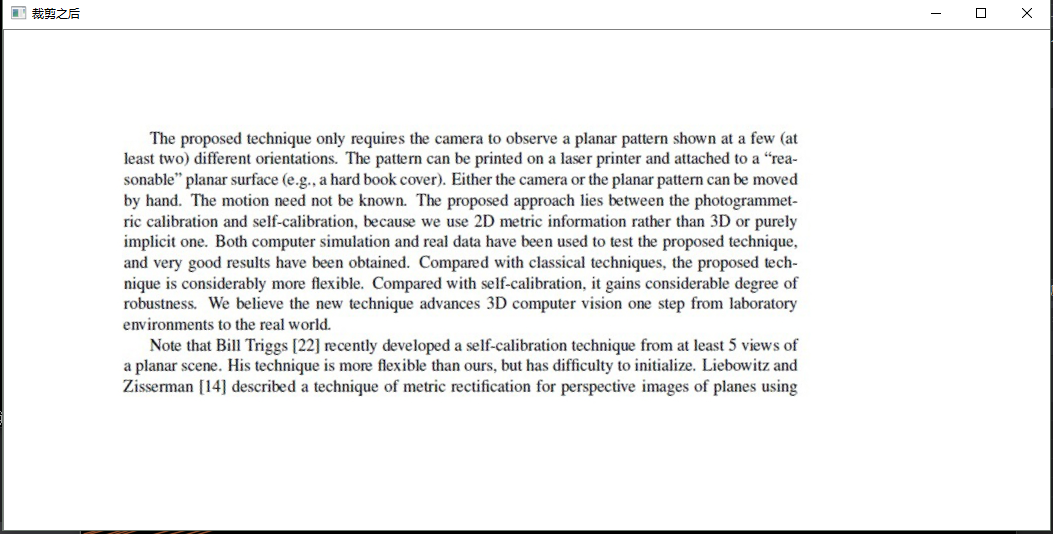 裁剪之后
The proposed technique only requires the camera to observe a planar pattern shown at a few (at
least two) different orientations. The pattern can be printed on a laser printer and attached to a “rea-
sonable” planar surface (e.g., a hard book cover). Either the camera or the planar pattern can be moved
by hand. The motion need not be known. The proposed approach lies between the photogrammet-
ric calibration and self-calibration, because we use 2D metric information rather than 3D or purely
implicit one. Both computer simulation and real data have been used to test the proposed technique,
and very good results have been obtained. Compared with classical techniques, the proposed tech-
nique is considerably more flexible. Compared with self-calibration, it gains considerable degree of
robustness. We believe the new technique advances 3D computer vision one step from laboratory
environments to the real world.
Note that Bill Triggs [22] recently developed a self-calibration technique from at least 5 views of
a planar scene. His technique is more flexible than ours, but has difficulty to initialize. Liebowitz and
Zisserman [14] described a technique of metric rectification for perspective images of planes using